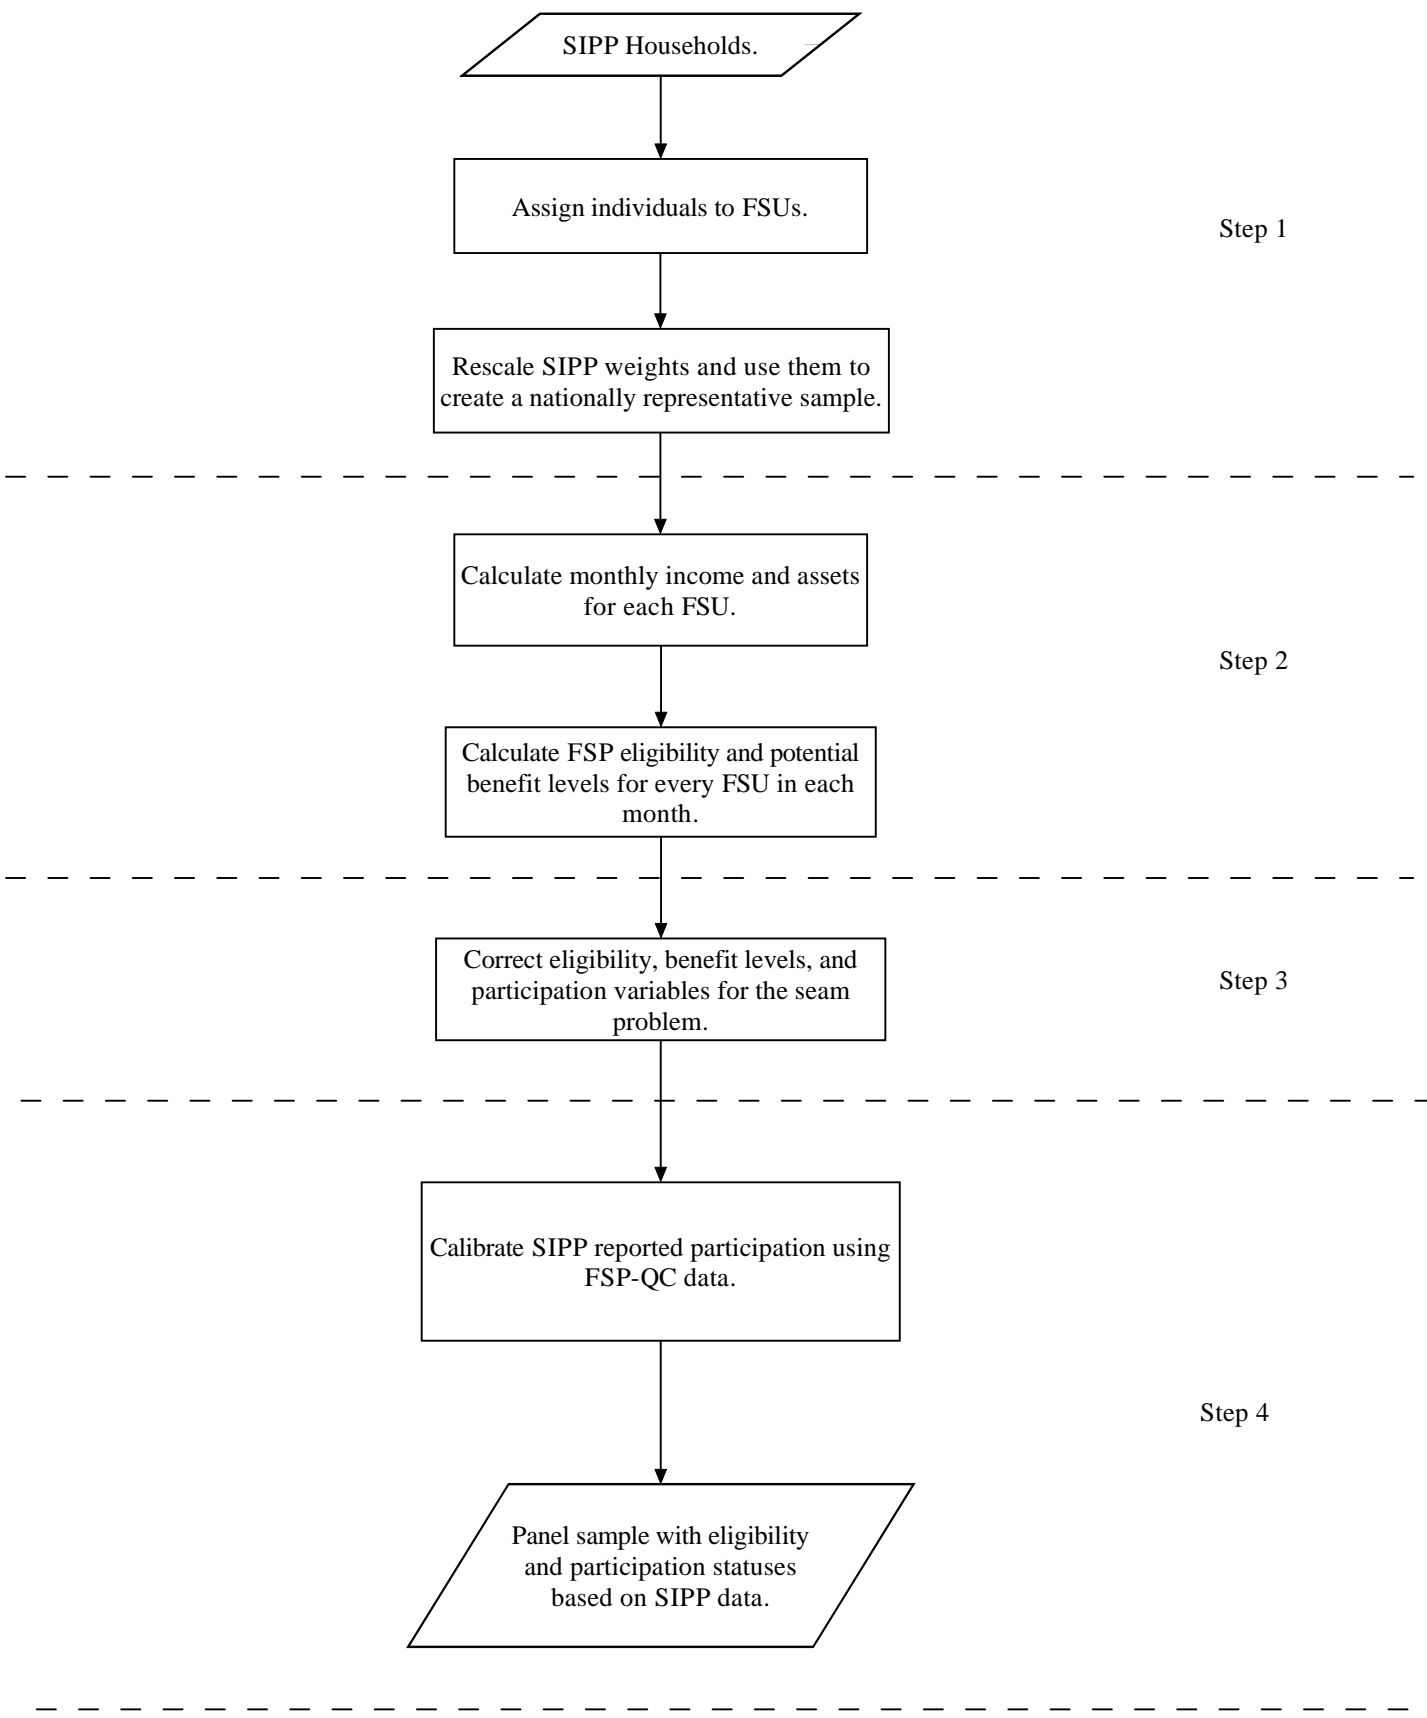 SIPP Households.
Assign individuals to FSUs.
Step 1
Rescale SIPP weights and use them to
create a nationally representative sample.
Calculate monthly income and assets
for each FSU.
Step 2
Calculate FSP eligibility and potential
benefit levels for every FSU in each
month.
Correct eligibility, benefit levels, and
participation variables for the seam
problem.
Step 3
Calibrate SIPP reported participation using
FSP-QC data.
Step 4
Panel sample with eligibility
and participation statuses
based on SIPP data.